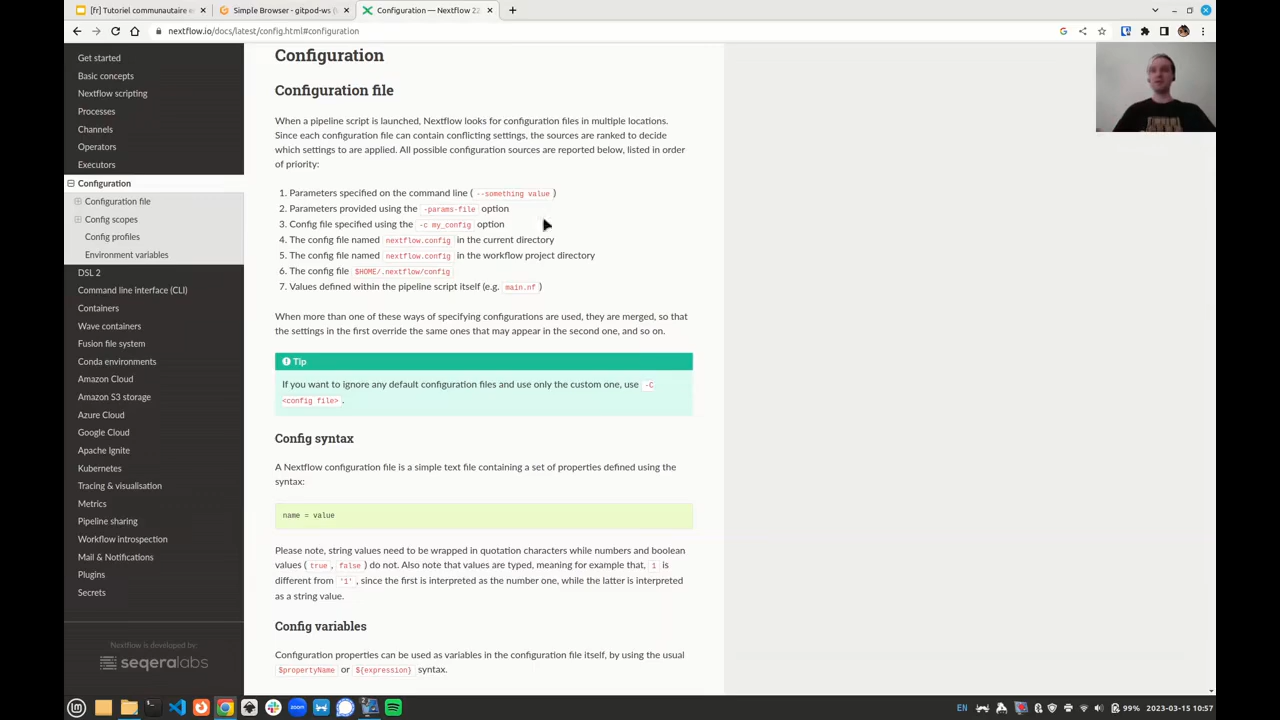 [fr] Tutoriel communautaire e
Simple Browser - gitpod-ws (
Configuration — Nextflow 22
nextflow.io/docs/latest/config.html#configuration
Get started
Basic concepts
Nextflow scripting
Processes
Channels
Operators
Executors
Configuration
Configuration file
Config scopes
Config profiles
Environment variables
DSL 2
Command line interface (CLI)
Containers
Wave containers
Fusion file system
Conda environments
Amazon Cloud
Amazon S3 storage
Azure Cloud
Google Cloud
Apache Ignite
Kubernetes
Tracing & visualisation
Metrics
Pipeline sharing
Workflow introspection
Mail & Notifications
Plugins
Secrets
Nextflow is developed by:
seqeralabs
Configuration
Configuration file
When a pipeline script is launched, Nextflow looks for configuration files in multiple locations.
Since each configuration file can contain conflicting settings, the sources are ranked to decide
which settings to are applied. All possible configuration sources are reported below, listed in order
of priority:
1. Parameters specified on the command line ( --something value )
2. Parameters provided using the -params-file option
3. Config file specified using the -c my_config option
4. The config file named nextflow.config in the current directory
5. The config file named nextflow.config in the workflow project directory
6. The config file $HOME/.nextflow/config
7. Values defined within the pipeline script itself (e.g. main.nf )
When more than one of these ways of specifying configurations are used, they are merged, so that
the settings in the first override the same ones that may appear in the second one, and so on.
Tip
If you want to ignore any default configuration files and use only the custom one, use -C
<config file> .
Config syntax
A Nextflow configuration file is a simple text file containing a set of properties defined using the
syntax:
name = value
Please note, string values need to be wrapped in quotation characters while numbers and boolean
values ( true , false ) do not. Also note that values are typed, meaning for example that, 1 is
different from '1' , since the first is interpreted as the number one, while the latter is interpreted
as a string value.
Config variables
Configuration properties can be used as variables in the configuration file itself, by using the usual
$propertyName or ${expression} syntax.
zoom
EN
99%
2023-03-15 10:57